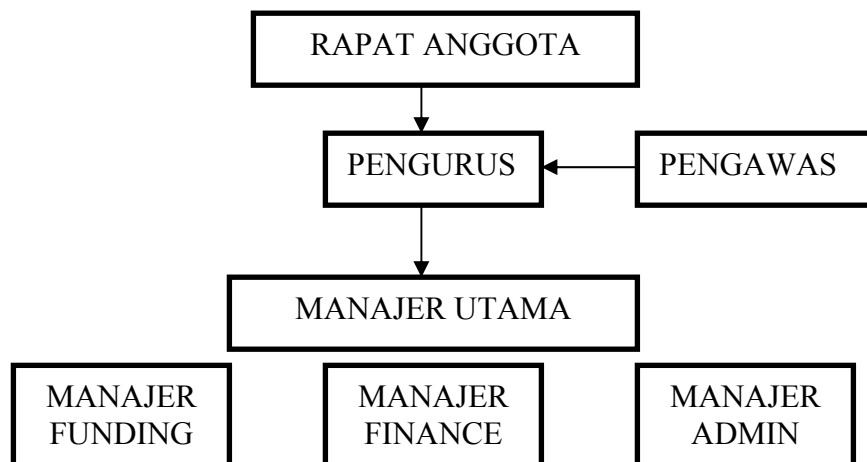 RAPAT ANGGOTA
PENGURUS
PENGAWAS
MANAJER UTAMA
MANAJER
FUNDING
MANAJER
FINANCE
MANAJER
ADMIN